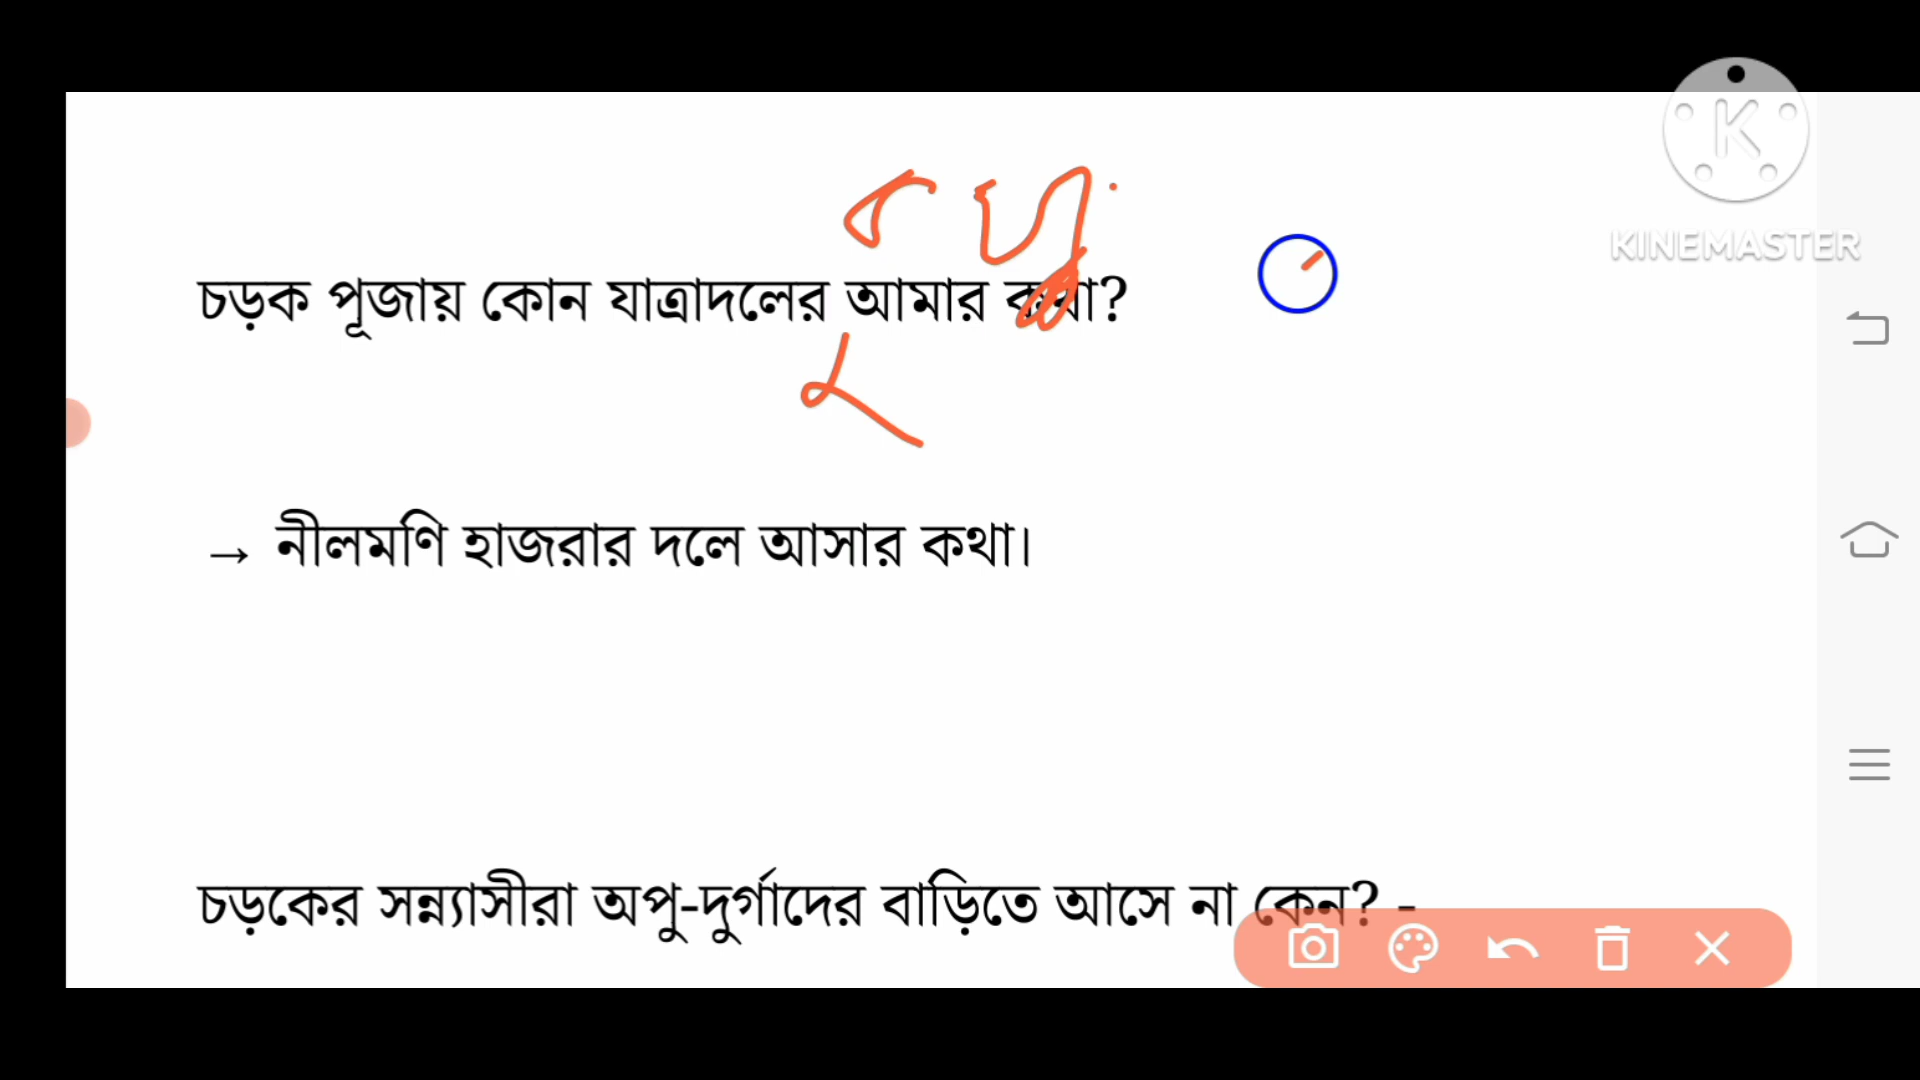 KINEMASTER
চড়ক পূজায় কোন যাত্রাদলের আমার কথা?
→ নীলমণি হাজরার দলে আসার কথা।
চড়কের সন্ন্যাসীরা অপু-দুর্গাদের বাড়িতে আসে না কেন? -